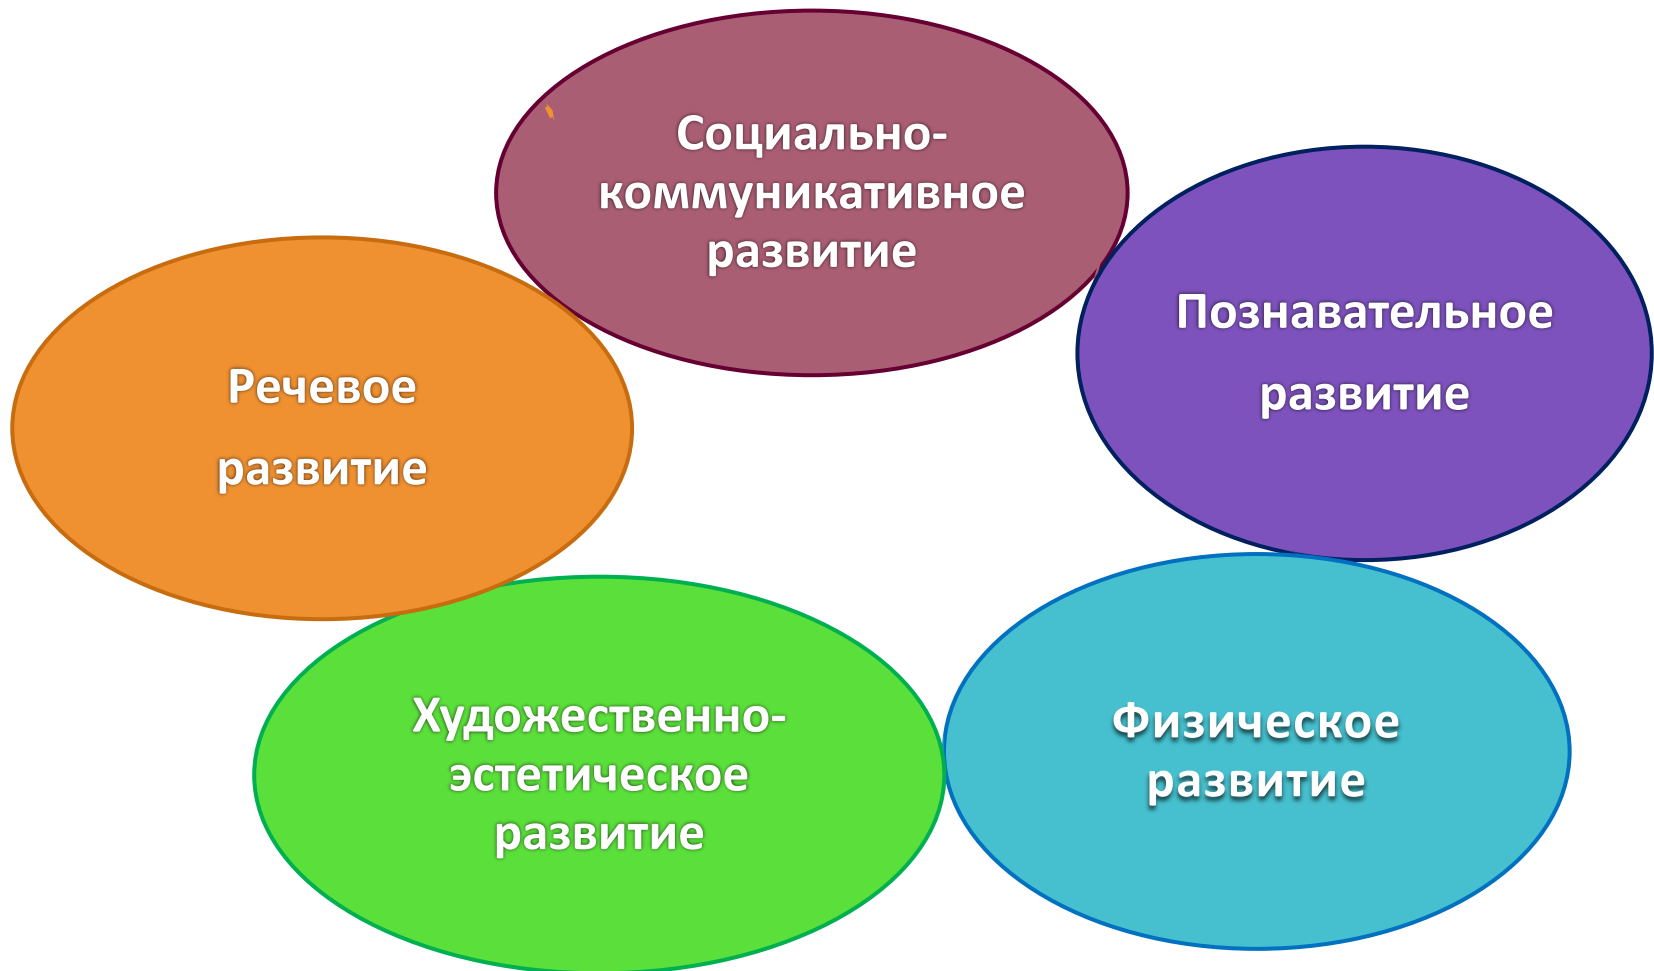 Социально-
коммуникативное
развитие
Познавательное
развитие
Речевое
развитие
Художественно-
эстетическое
развитие
Физическое
развитие